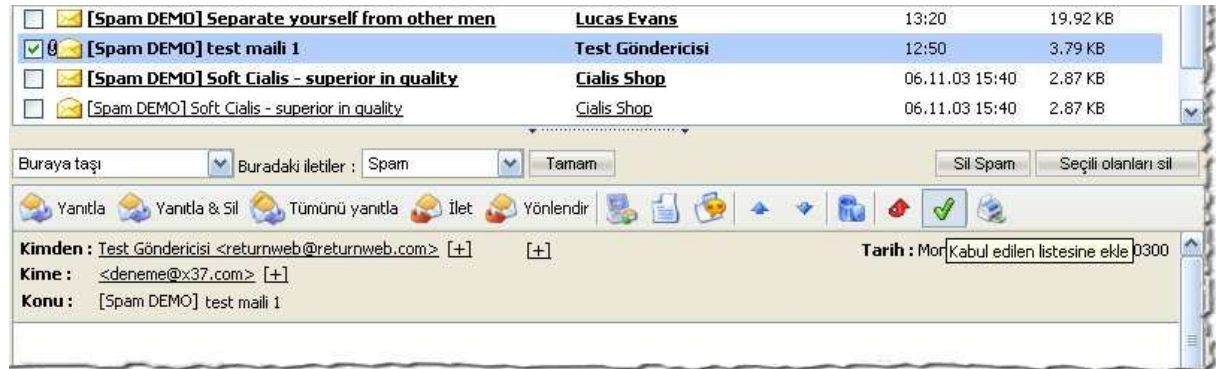 [Spam DEMO] Separate yourself from other men Lucas Evans 13:20 19.92 KB
[Spam DEMO] test maili 1 Test Göndericisi 12:50 3.79 KB
[Spam DEMO] Soft Cialis - superior in quality Cialis Shop 06.11.03 15:40 2.87 KB
[Spam DEMO] Soft Cialis - superior in quality Cialis Shop 06.11.03 15:40 2.87 KB
Buraya taşı Buradaki iletiler : Spam Tamam Sil Spam Seçili olanları sil
Yanıtla Yanıtla & Sil Tümünü yanıtla İlet Yönlendir
Kimden : Test Göndericisi <returnweb@returnweb.com> [+] [+] Tarih : Mon Kabul edilen listesine ekle 0300
Kime : <deneme@x37.com> [+]
Konu : [Spam DEMO] test maili 1